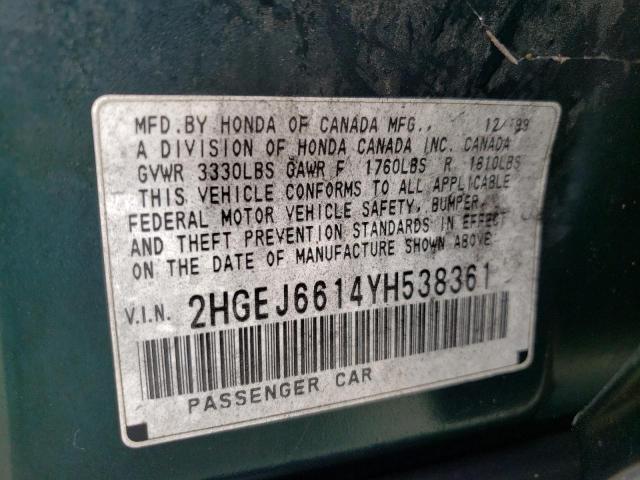 MFD.BY HONDA OF CANADA MFG., 12/99
A DIVISION OF HONDA CANADA INC. CANADA
GVWR 3330LBS GAWR F 1760LBS R 1610LBS
THIS VEHICLE CONFORMS TO ALL APPLICABLE
FEDERAL MOTOR VEHICLE SAFETY, BUMPER,
AND THEFT PREVENTION STANDARDS IN EFFECT
ON THE DATE OF MANUFACTURE SHOWN ABOVE.
V.I.N. 2HGEJ6614YH538361
PASSENGER CAR